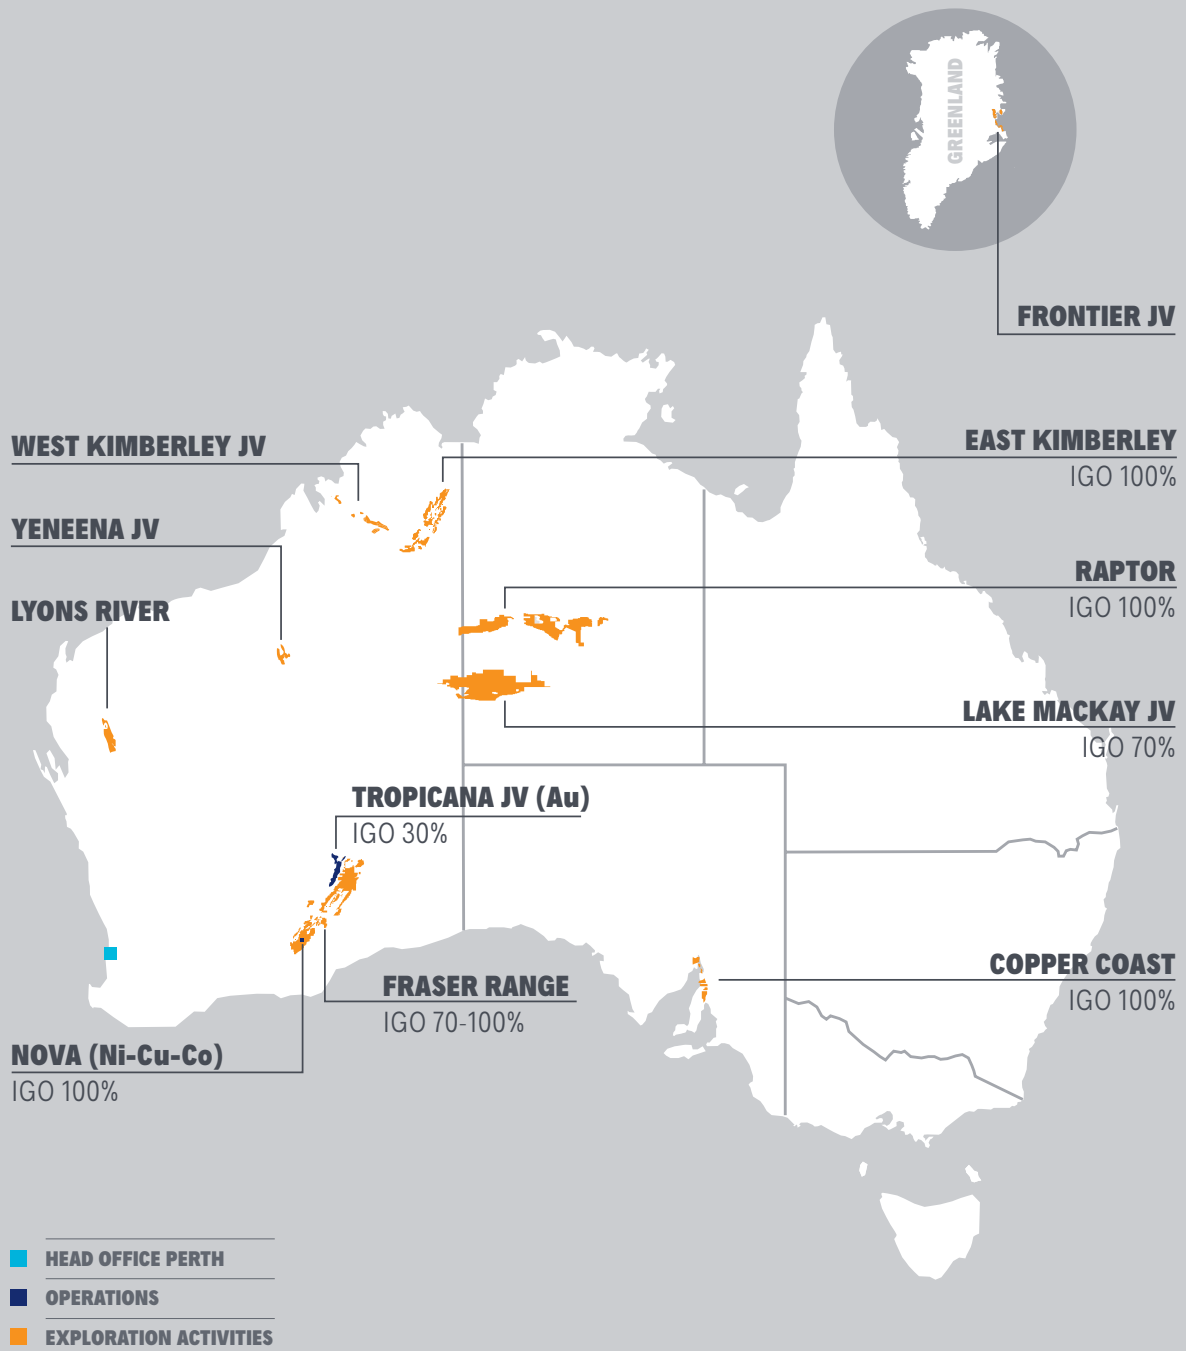 GREENLAND
FRONTIER JV
WEST KIMBERLEY JV
EAST KIMBERLEY
IGO 100%
YENEENA JV
RAPTOR
IGO 100%
LYONS RIVER
LAKE MACKAY JV
IGO 70%
TROPICANA JV (Au)
IGO 30%
COPPER COAST
IGO 100%
FRASER RANGE
IGO 70-100%
NOVA (Ni-Cu-Co)
IGO 100%
HEAD OFFICE PERTH
OPERATIONS
EXPLORATION ACTIVITIES